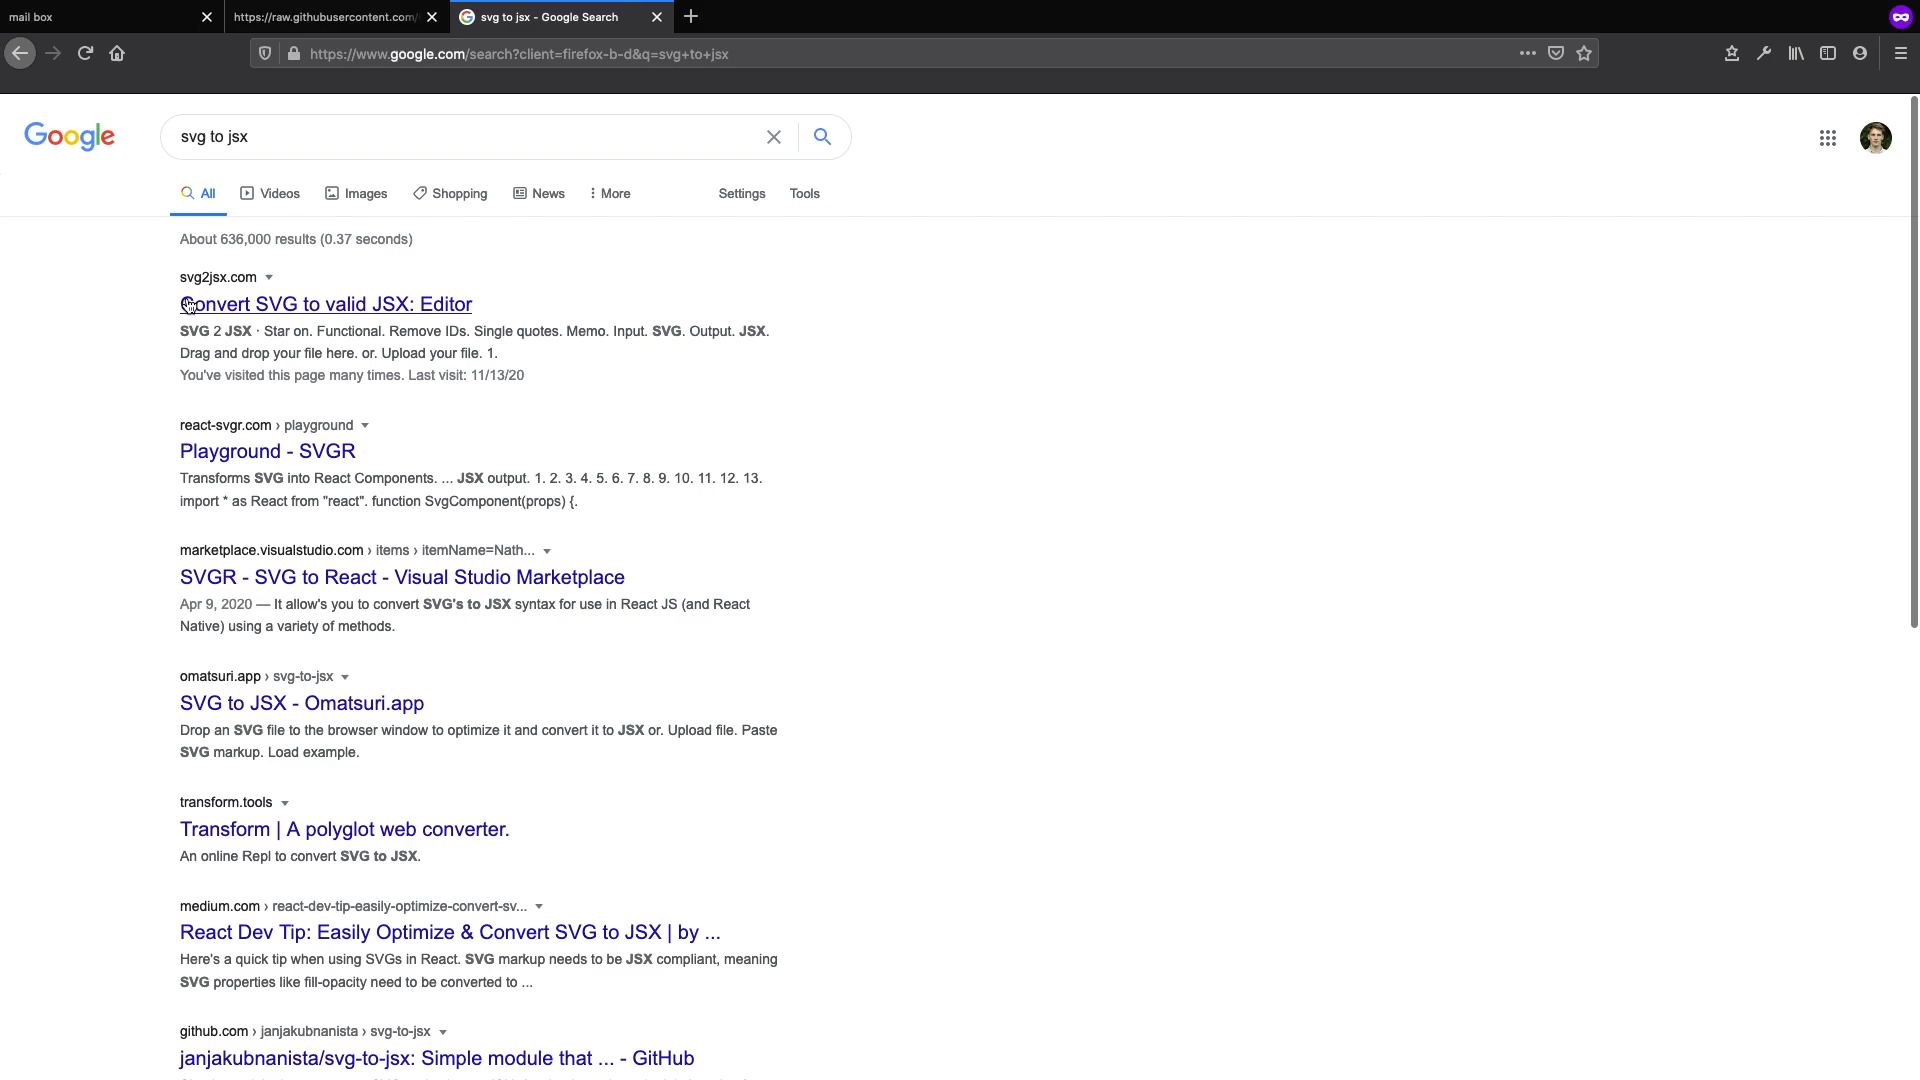 mail box
https://raw.githubusercontent.com/
svg to jsx - Google Search
https://www.google.com/search?client=firefox-b-d&q=svg+to+jsx
Google
svg to jsx
All
Videos
Images
Shopping
News
More
Settings
Tools
About 636,000 results (0.37 seconds)
svg2jsx.com
Convert SVG to valid JSX: Editor
SVG 2 JSX · Star on. Functional. Remove IDs. Single quotes. Memo. Input. SVG. Output. JSX.
Drag and drop your file here. or. Upload your file. 1.
You've visited this page many times. Last visit: 11/13/20
react-svgr.com › playground
Playground - SVGR
Transforms SVG into React Components. ... JSX output. 1. 2. 3. 4. 5. 6. 7. 8. 9. 10. 11. 12. 13.
import * as React from "react". function SvgComponent(props) {.
marketplace.visualstudio.com › items › itemName=Nath...
SVGR - SVG to React - Visual Studio Marketplace
Apr 9, 2020 — It allow's you to convert SVG's to JSX syntax for use in React JS (and React
Native) using a variety of methods.
omatsuri.app › svg-to-jsx
SVG to JSX - Omatsuri.app
Drop an SVG file to the browser window to optimize it and convert it to JSX or. Upload file. Paste
SVG markup. Load example.
transform.tools
Transform | A polyglot web converter.
An online Repl to convert SVG to JSX.
medium.com › react-dev-tip-easily-optimize-convert-sv...
React Dev Tip: Easily Optimize & Convert SVG to JSX | by ...
Here's a quick tip when using SVGs in React. SVG markup needs to be JSX compliant, meaning
SVG properties like fill-opacity need to be converted to ...
github.com › janjakubnanista › svg-to-jsx
janjakubnanista/svg-to-jsx: Simple module that ... - GitHub